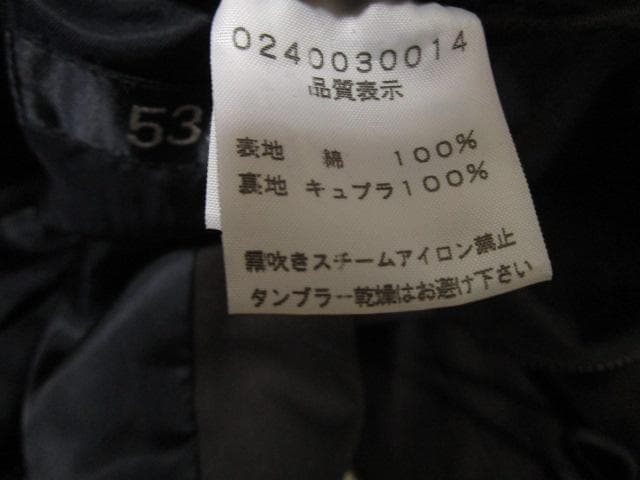 0240030014
品質表示
53
表地 綿 100%
裏地 キュプラ100%
霧吹きスチームアイロン禁止
タンブラー乾燥はお避け下さい